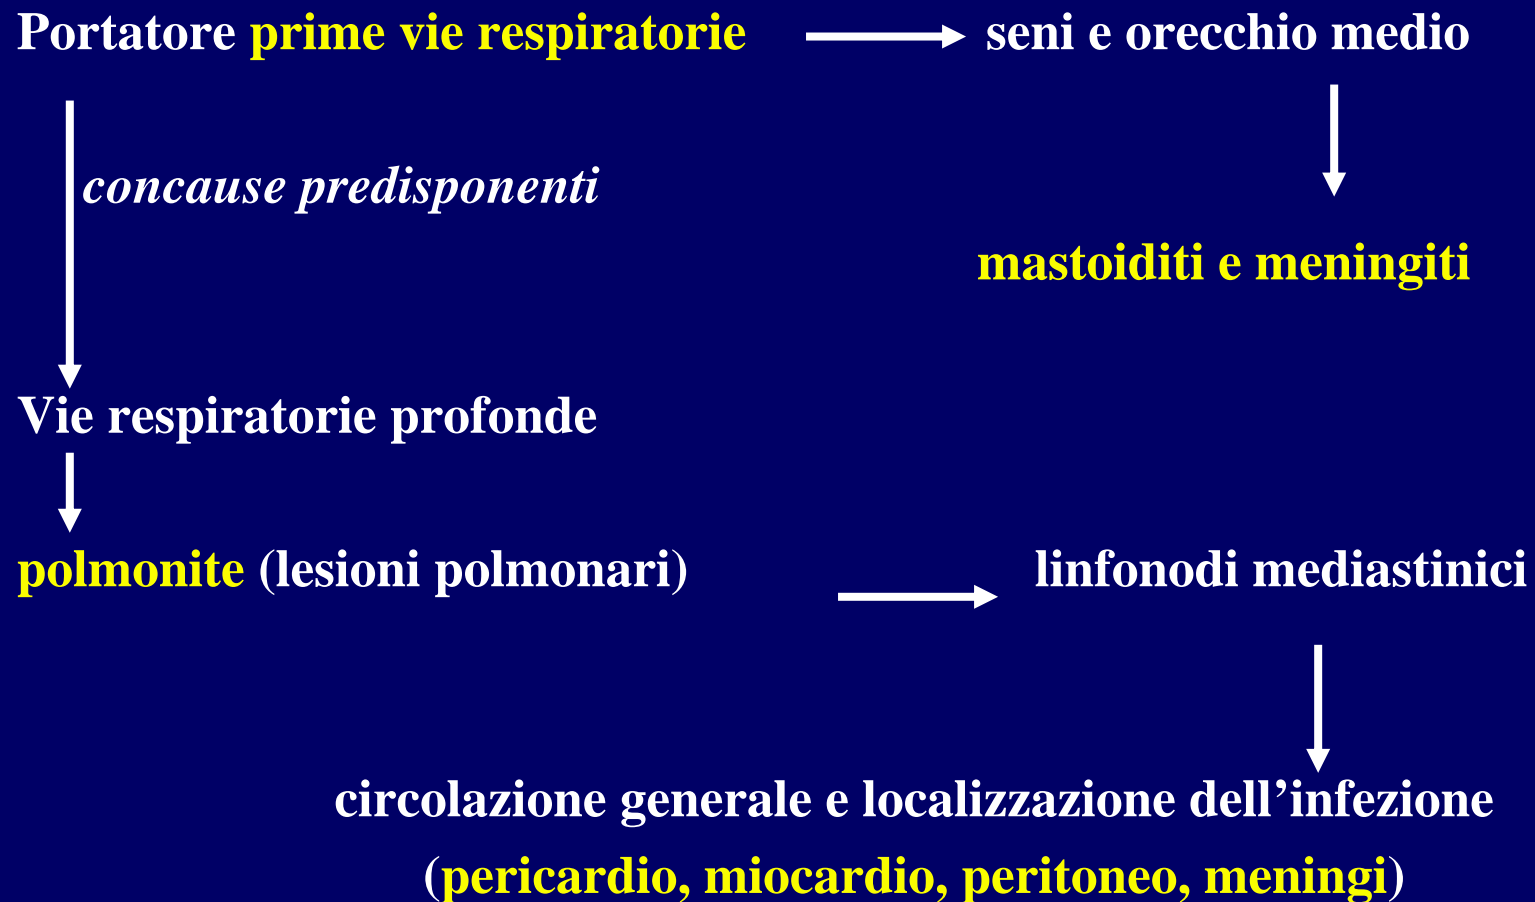 Portatore prime vie respiratorie
seni e orecchio medio
concause predisponenti
mastoiditi e meningiti
Vie respiratorie profonde
polmonite (lesioni polmonari)
linfonodi mediastinici
circolazione generale e localizzazione dell’infezione
(pericardio, miocardio, peritoneo, meningi)